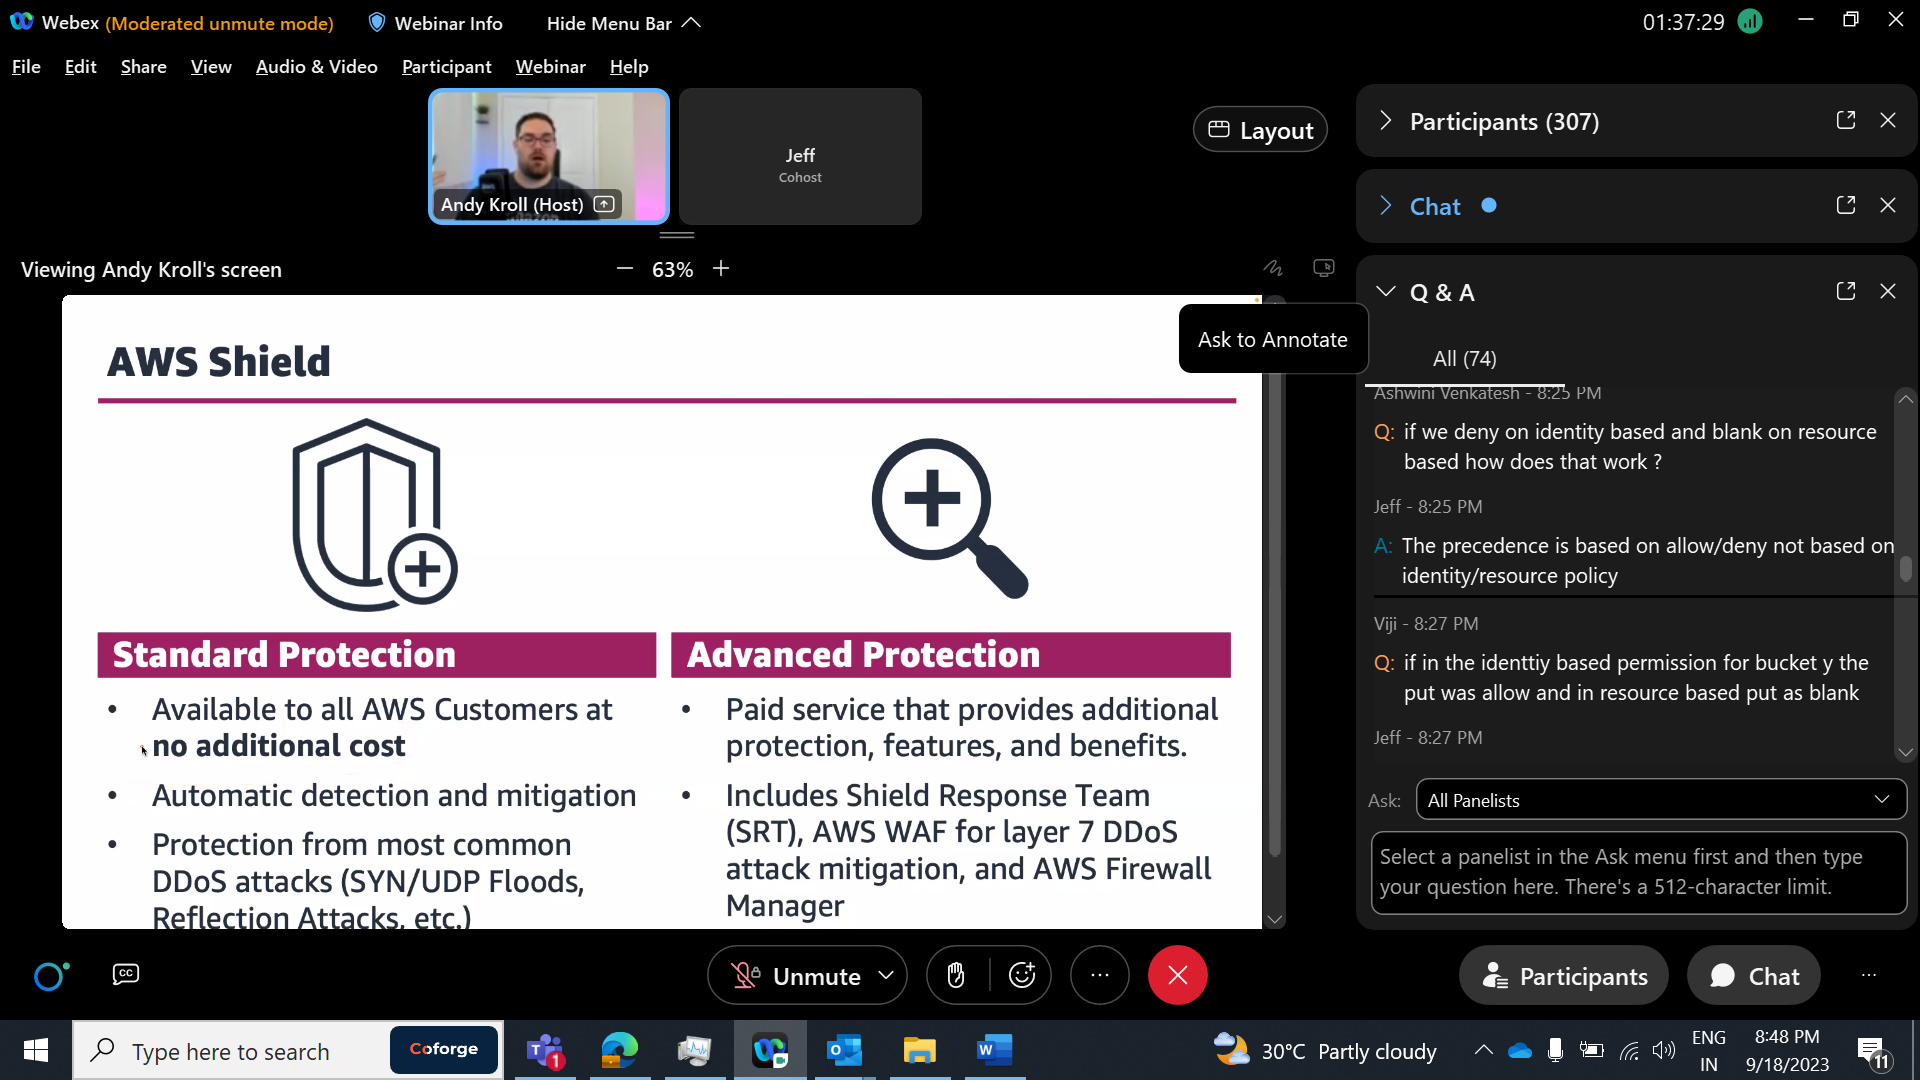 Webex (Moderated unmute mode) Webinar Info Hide Menu Bar 01:37:29
File Edit Share View Audio & Video Participant Webinar Help
Andy Kroll (Host)
Jeff
Cohost
Layout
Viewing Andy Kroll's screen 63%
Ask to Annotate
AWS Shield
Standard Protection
• Available to all AWS Customers at
no additional cost
• Automatic detection and mitigation
• Protection from most common
DDoS attacks (SYN/UDP Floods,
Reflection Attacks, etc.)
Advanced Protection
• Paid service that provides additional
protection, features, and benefits.
• Includes Shield Response Team
(SRT), AWS WAF for layer 7 DDoS
attack mitigation, and AWS Firewall
Manager
Participants (307)
Chat
Q & A
All (74)
Ashwini Venkatesh - 8:25 PM
Q: if we deny on identity based and blank on resource
based how does that work ?
Jeff - 8:25 PM
A: The precedence is based on allow/deny not based on
identity/resource policy
Viji - 8:27 PM
Q: if in the identtiy based permission for bucket y the
put was allow and in resource based put as blank
Jeff - 8:27 PM
Ask: All Panelists
Select a panelist in the Ask menu first and then type
your question here. There's a 512-character limit.
CC Unmute Participants Chat
Type here to search Coforge 1 30°C Partly cloudy ENG
IN 8:48 PM
9/18/2023 11